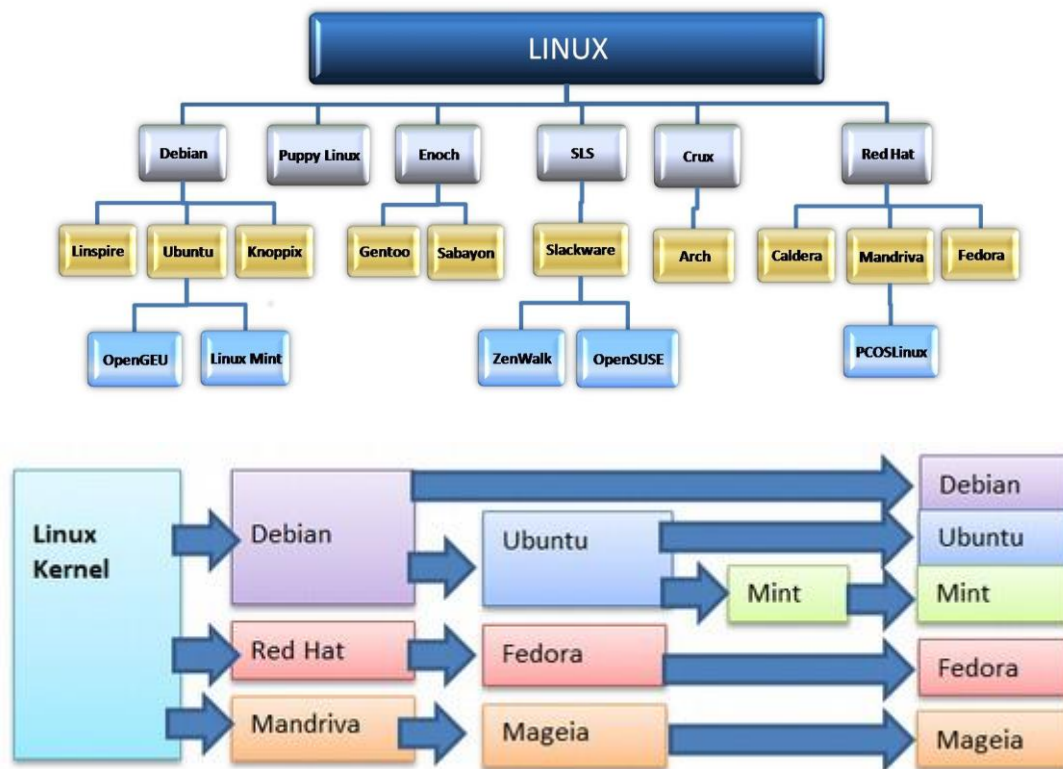 LINUX
Debian
Puppy Linux
Enoch
SLS
Crux
Red Hat
Linspire
Ubuntu
Knoppix
Gentoo
Sabayon
Slackware
Arch
Caldera
Mandriva
Fedora
OpenGEU
Linux Mint
ZenWalk
OpenSUSE
PCOSLinux
Linux
Kernel
Debian
Ubuntu
Mint
Debian
Ubuntu
Mint
Red Hat
Fedora
Fedora
Mandriva
Mageia
Mageia